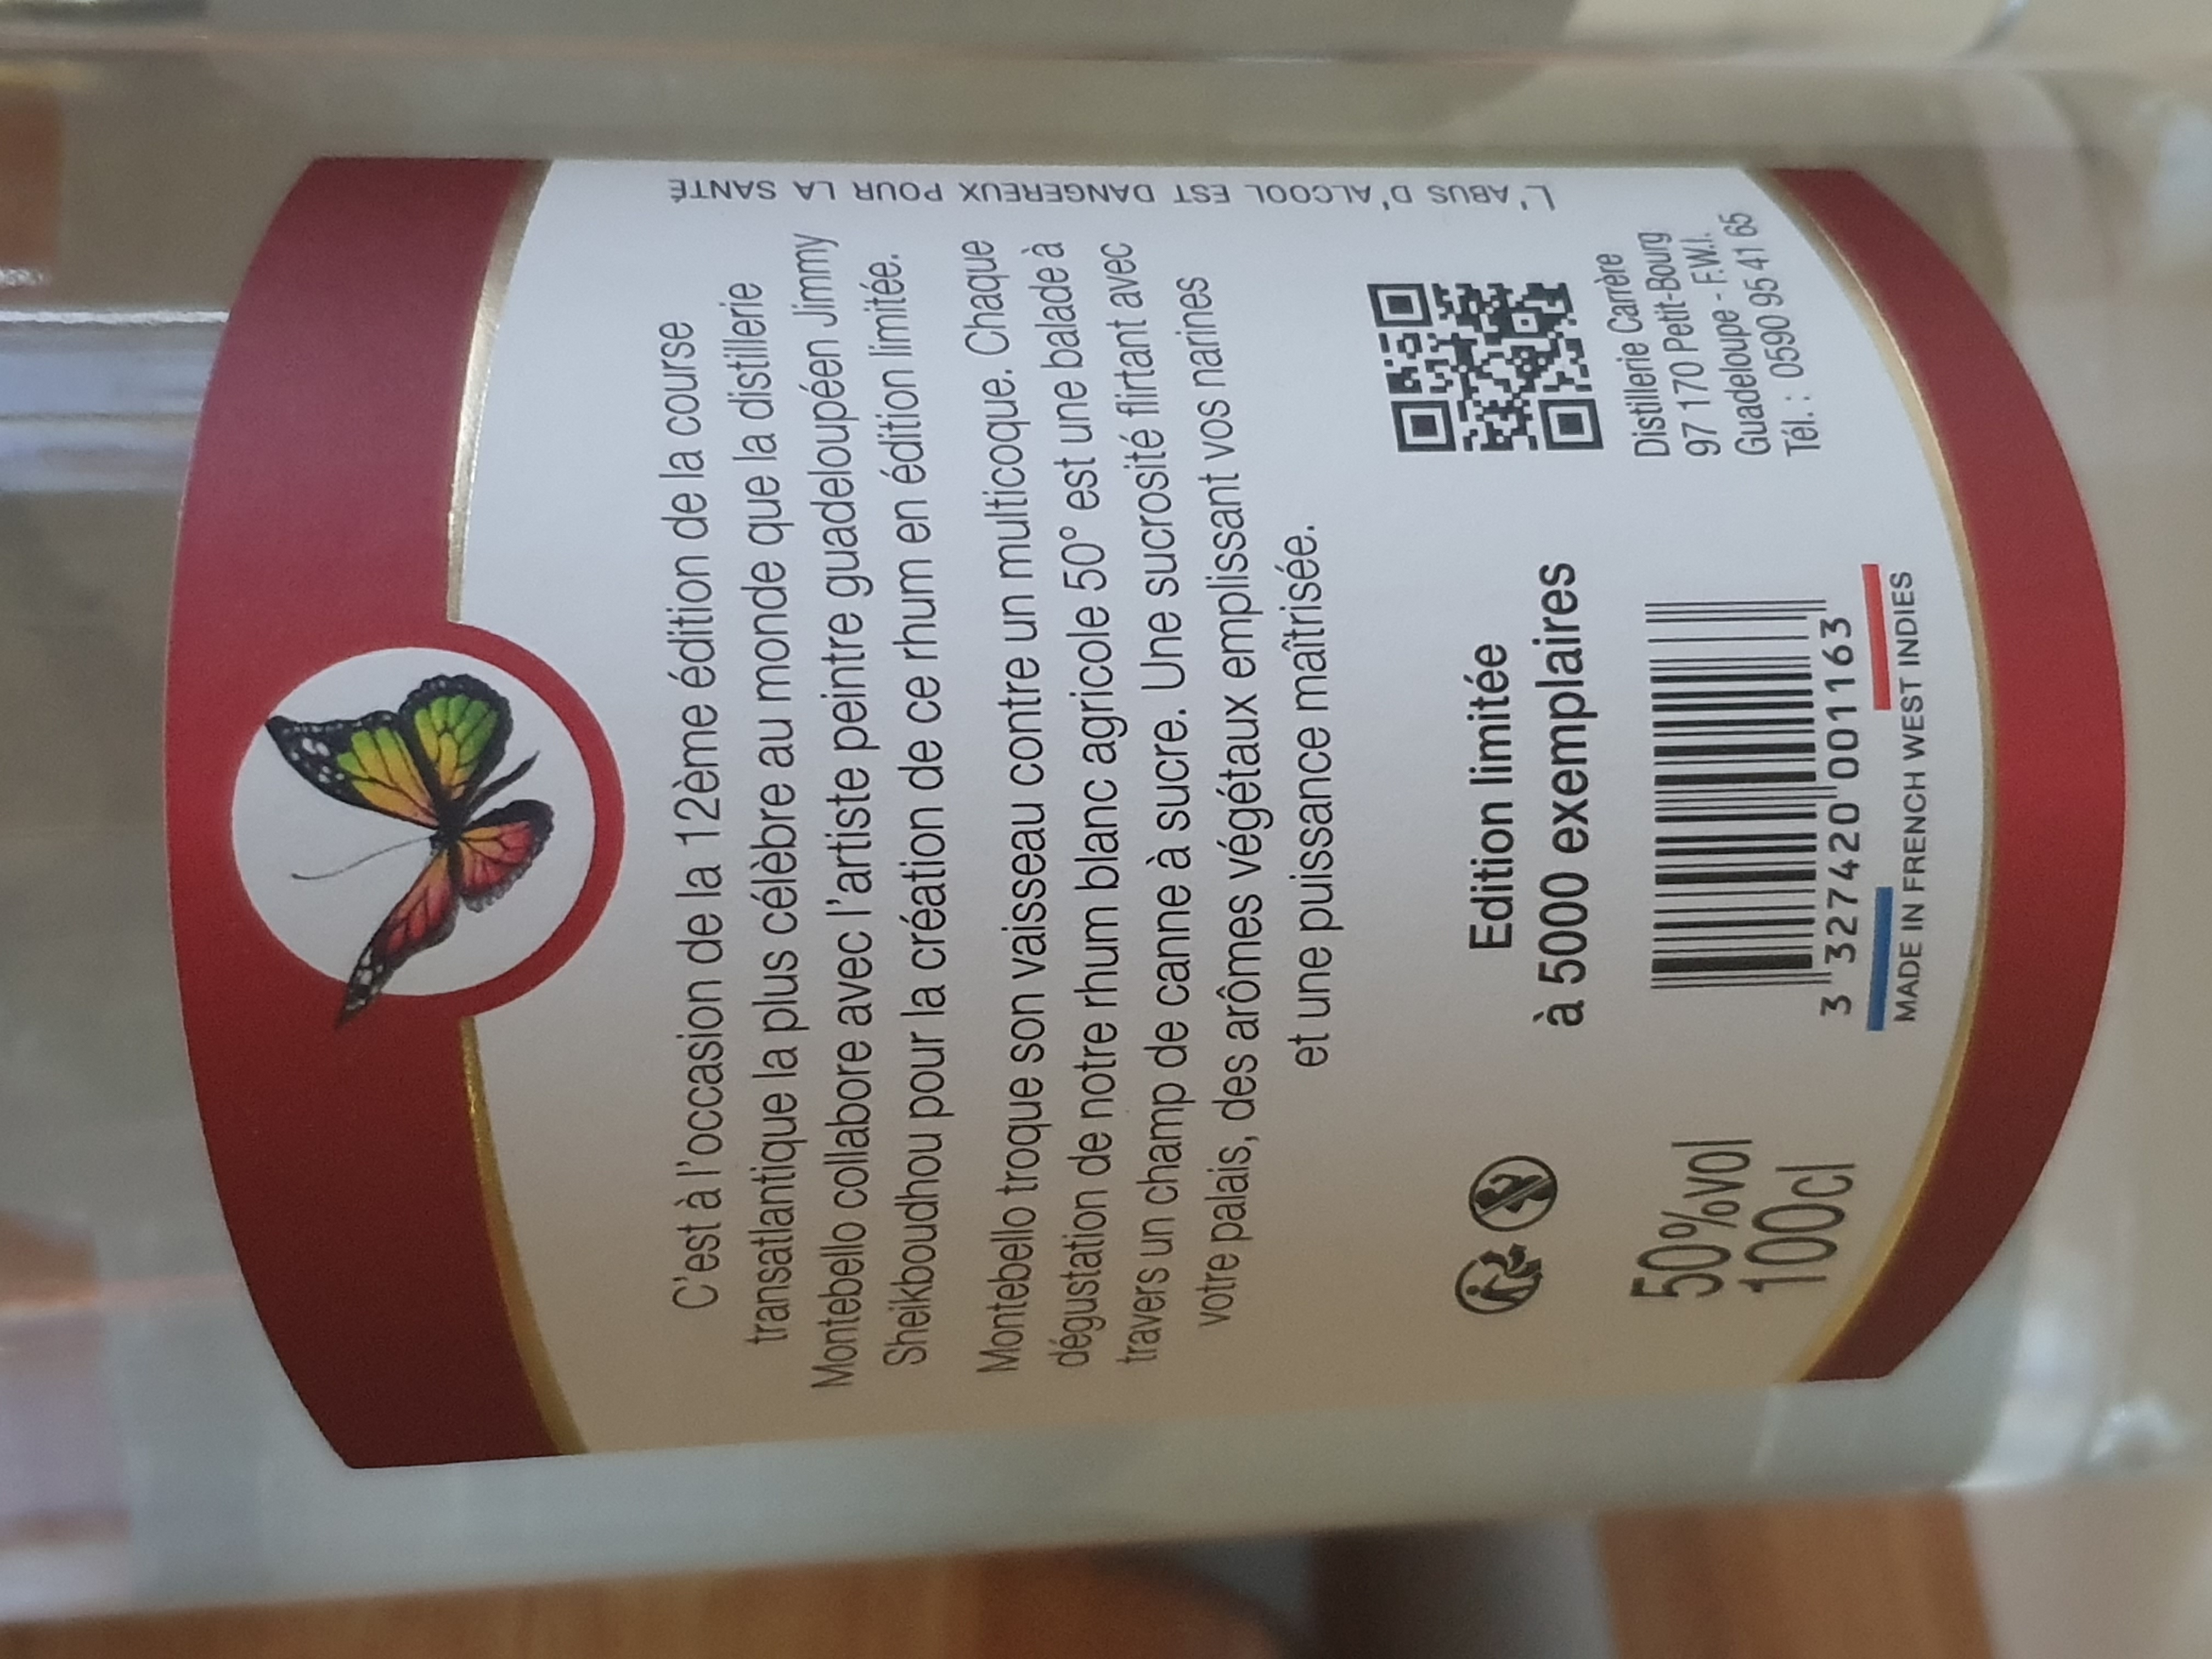 C'est à l'occasion de la 12ème édition de la course
transatlantique la plus célèbre au monde que la distillerie
Montebello collabore avec l'artiste peintre guadeloupéen Jimmy
Sheikboudhou pour la création de ce rhum en édition limitée.
Montebello troque son vaisseau contre un multicoque. Chaque
dégustation de notre rhum blanc agricole 50° est une balade à
travers un champ de canne à sucre. Une sucrosité flirtant avec
votre palais, des arômes végétaux emplissant vos narines
et une puissance maîtrisée.
Edition limitée
à 5000 exemplaires
50%vol
100cl
3 327420 001163
MADE IN FRENCH WEST INDIES
Distillerie Carrère
97 170 Petit-Bourg
Guadeloupe - F.W.I.
Tél. : 0590 95 41 65
L'ABUS D'ALCOOL EST DANGEREUX POUR LA SANTÉ